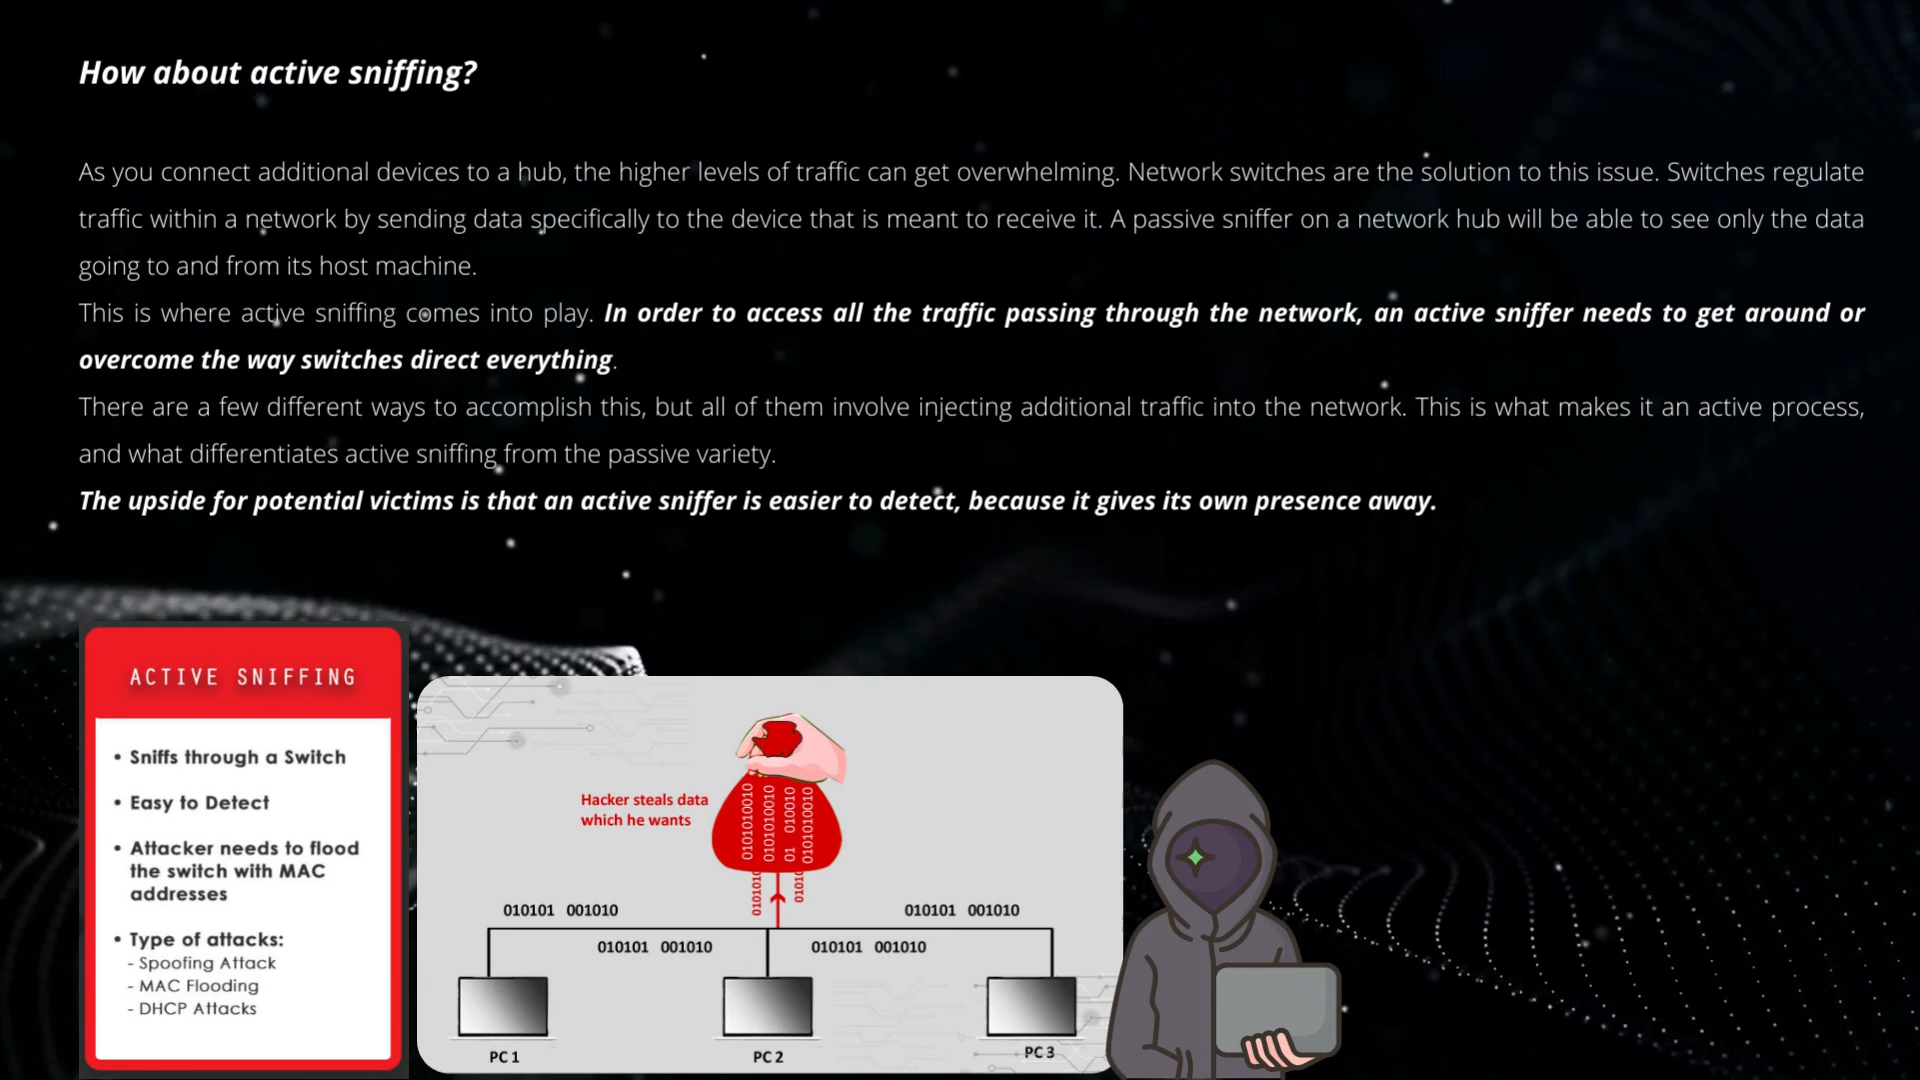 How about active sniffing?
As you connect additional devices to a hub, the higher levels of traffic can get overwhelming. Network switches are the solution to this issue. Switches regulate
traffic within a network by sending data specifically to the device that is meant to receive it. A passive sniffer on a network hub will be able to see only the data
going to and from its host machine.
This is where active sniffing comes into play. In order to access all the traffic passing through the network, an active sniffer needs to get around or
overcome the way switches direct everything.
There are a few different ways to accomplish this, but all of them involve injecting additional traffic into the network. This is what makes it an active process,
and what differentiates active sniffing from the passive variety.
The upside for potential victims is that an active sniffer is easier to detect, because it gives its own presence away.
ACTIVE SNIFFING
• Sniffs through a Switch
• Easy to Detect
• Attacker needs to flood
the switch with MAC
addresses
• Type of attacks:
- Spoofing Attack
- MAC Flooding
- DHCP Attacks
Hacker steals data
which he wants
0101010010
0101010010
01 010010
0101010010
010101 001010
010101 001010
010101 001010
010101 001010
PC 1
PC 2
PC 3